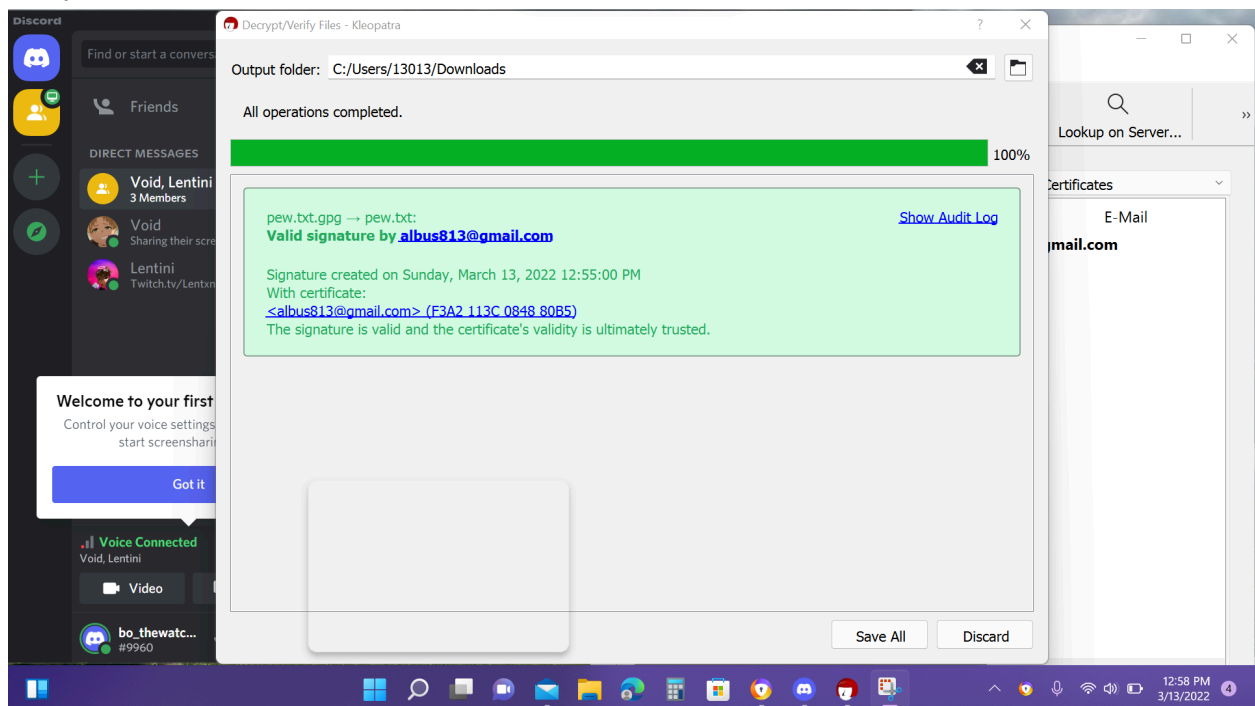 Discord
Find or start a convers
Friends
DIRECT MESSAGES
Void, Lentini
3 Members
Void
Sharing their scre
Lentini
Twitch.tv/Lentxn
Welcome to your first
Control your voice settings
start screenshari
Got it
Voice Connected
Void, Lentini
Video
bo_thewatc...
#9960
Decrypt/Verify Files - Kleopatra
Output folder: C:/Users/13013/Downloads
All operations completed.
100%
pew.txt.gpg → pew.txt:
Show Audit Log
Valid signature by albus813@gmail.com
Signature created on Sunday, March 13, 2022 12:55:00 PM
With certificate:
<albus813@gmail.com> (F3A2 113C 0848 80B5)
The signature is valid and the certificate's validity is ultimately trusted.
Save All Discard
Lookup on Server...
Certificates
E-Mail
gmail.com
12:58 PM
3/13/2022
4